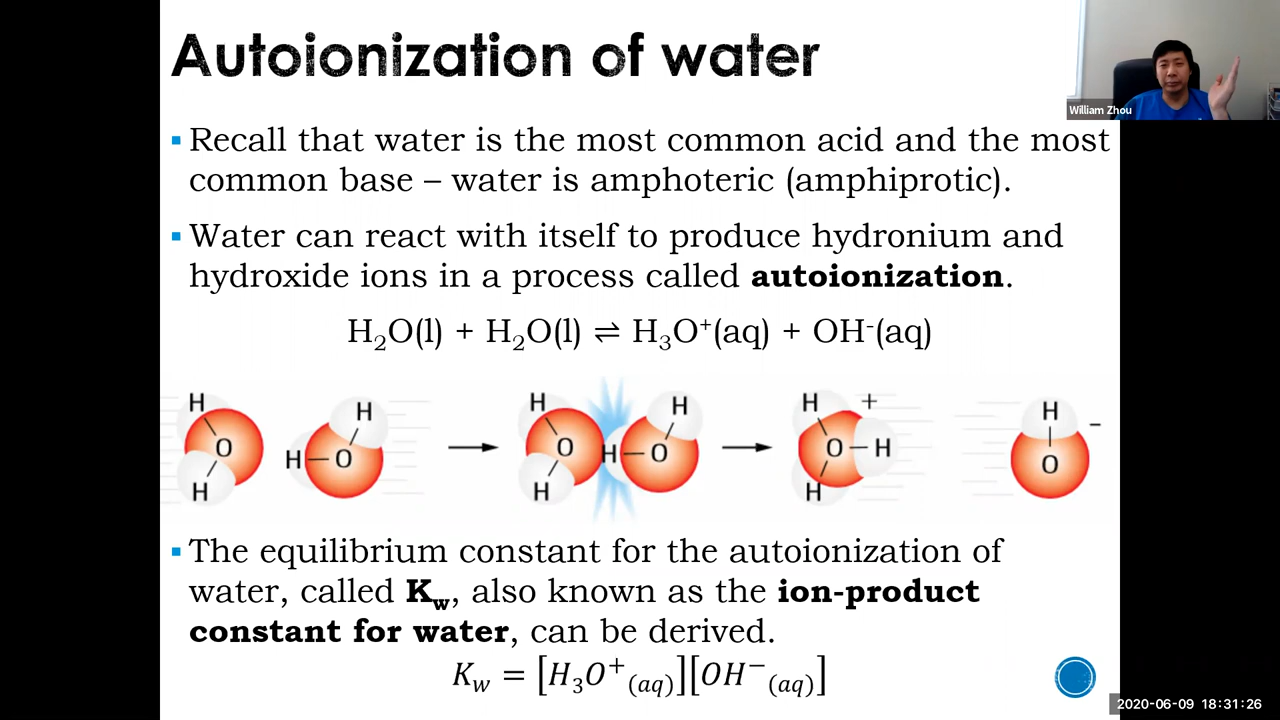 Autoionization of water
William Zhou
▪ Recall that water is the most common acid and the most
common base – water is amphoteric (amphiprotic).
▪ Water can react with itself to produce hydronium and
hydroxide ions in a process called autoionization.
H₂O(l) + H₂O(l) ⇌ H₃O⁺(aq) + OH⁻(aq)
H H H H H + H
O H O O H O O H − O
H H H
▪ The equilibrium constant for the autoionization of
water, called K_w, also known as the ion-product
constant for water, can be derived.
K_w = [H₃O⁺₍aq₎][OH⁻₍aq₎]
2020-06-09 18:31:26